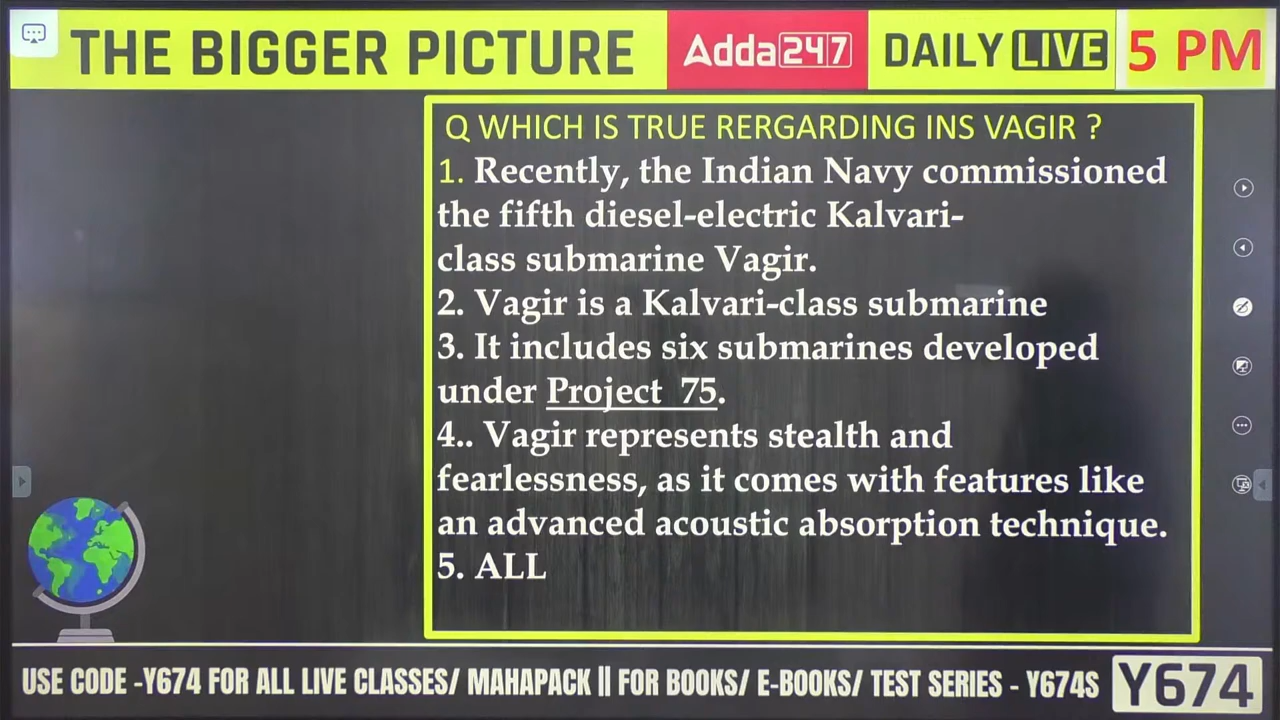 THE BIGGER PICTURE
Adda247
DAILY LIVE
5 PM
Q WHICH IS TRUE RERGARDING INS VAGIR ?
1. Recently, the Indian Navy commissioned
the fifth diesel-electric Kalvari-
class submarine Vagir.
2. Vagir is a Kalvari-class submarine
3. It includes six submarines developed
under Project 75.
4.. Vagir represents stealth and
fearlessness, as it comes with features like
an advanced acoustic absorption technique.
5. ALL
USE CODE -Y674 FOR ALL LIVE CLASSES/ MAHAPACK || FOR BOOKS/ E-BOOKS/ TEST SERIES - Y674S
Y674